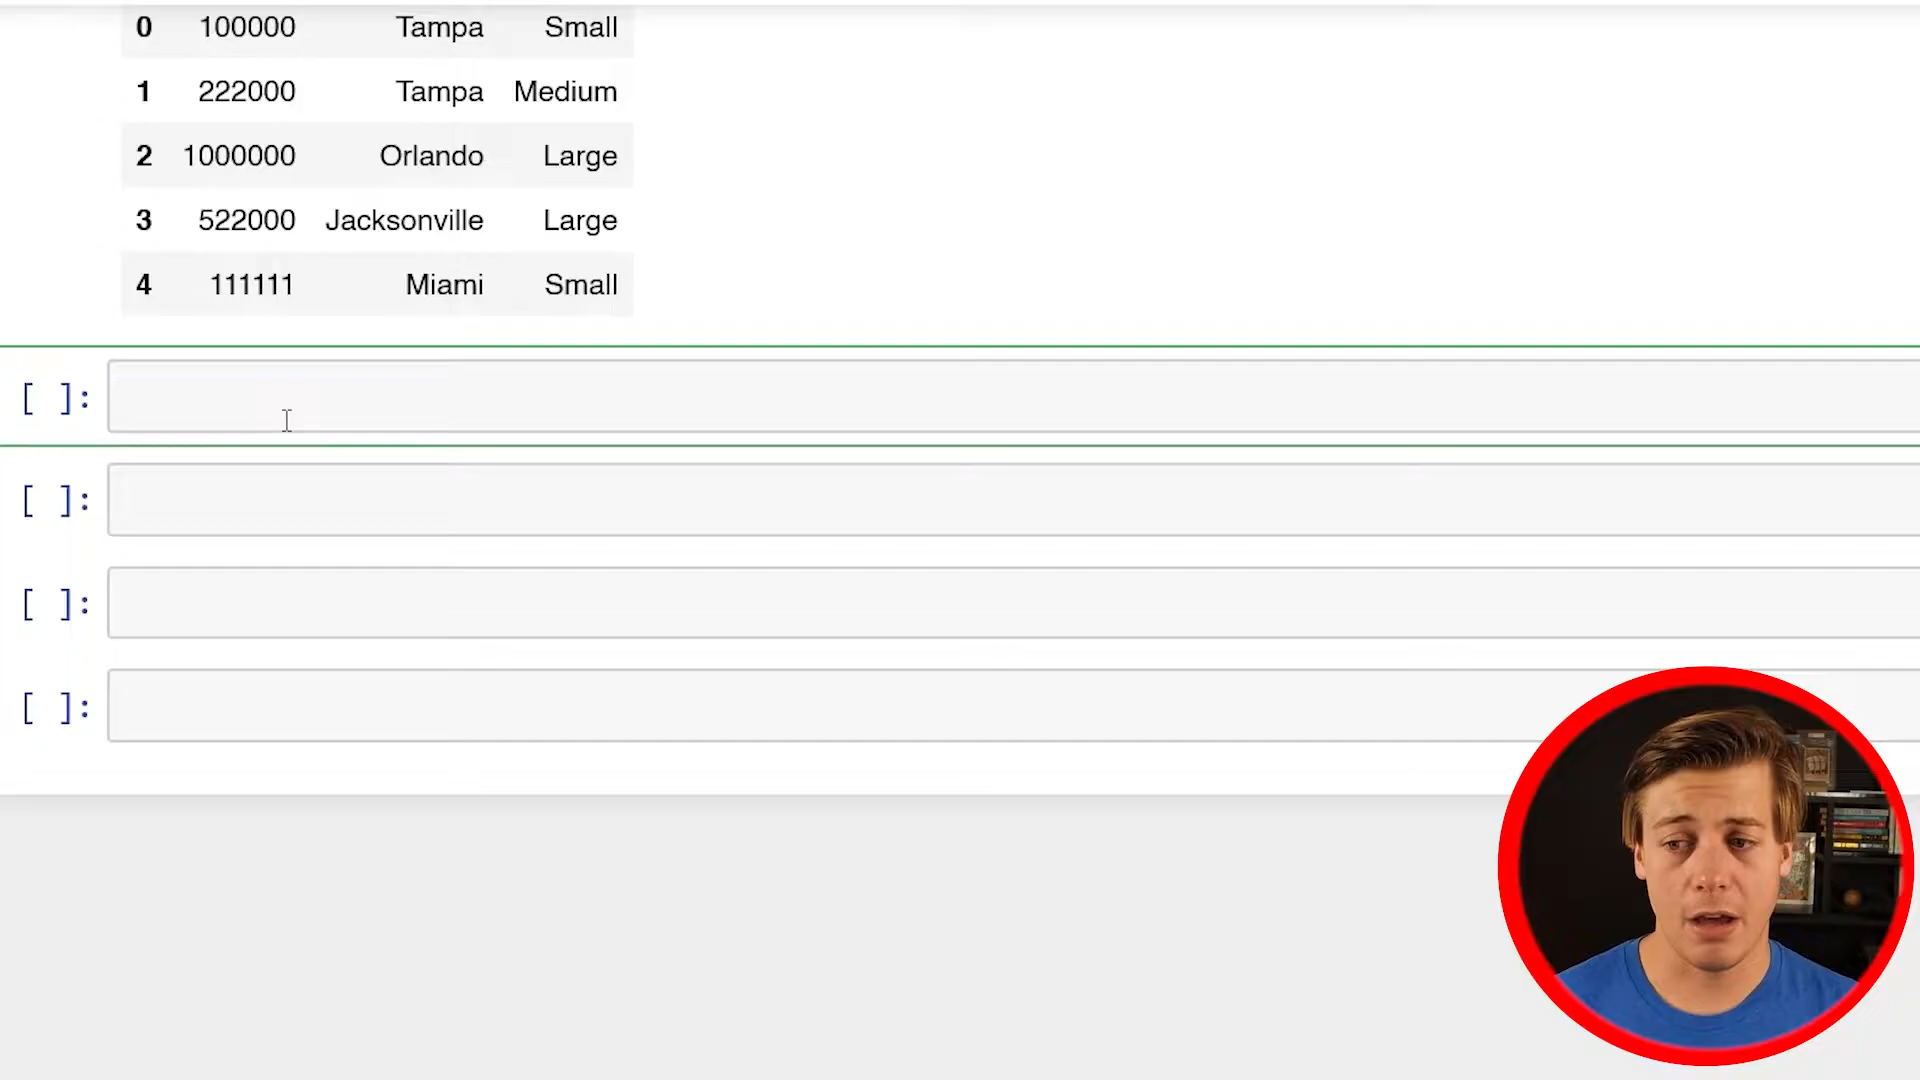 0 100000 Tampa Small
1 222000 Tampa Medium
2 1000000 Orlando Large
3 522000 Jacksonville Large
4 111111 Miami Small
[ ]:
[ ]:
[ ]:
[ ]: